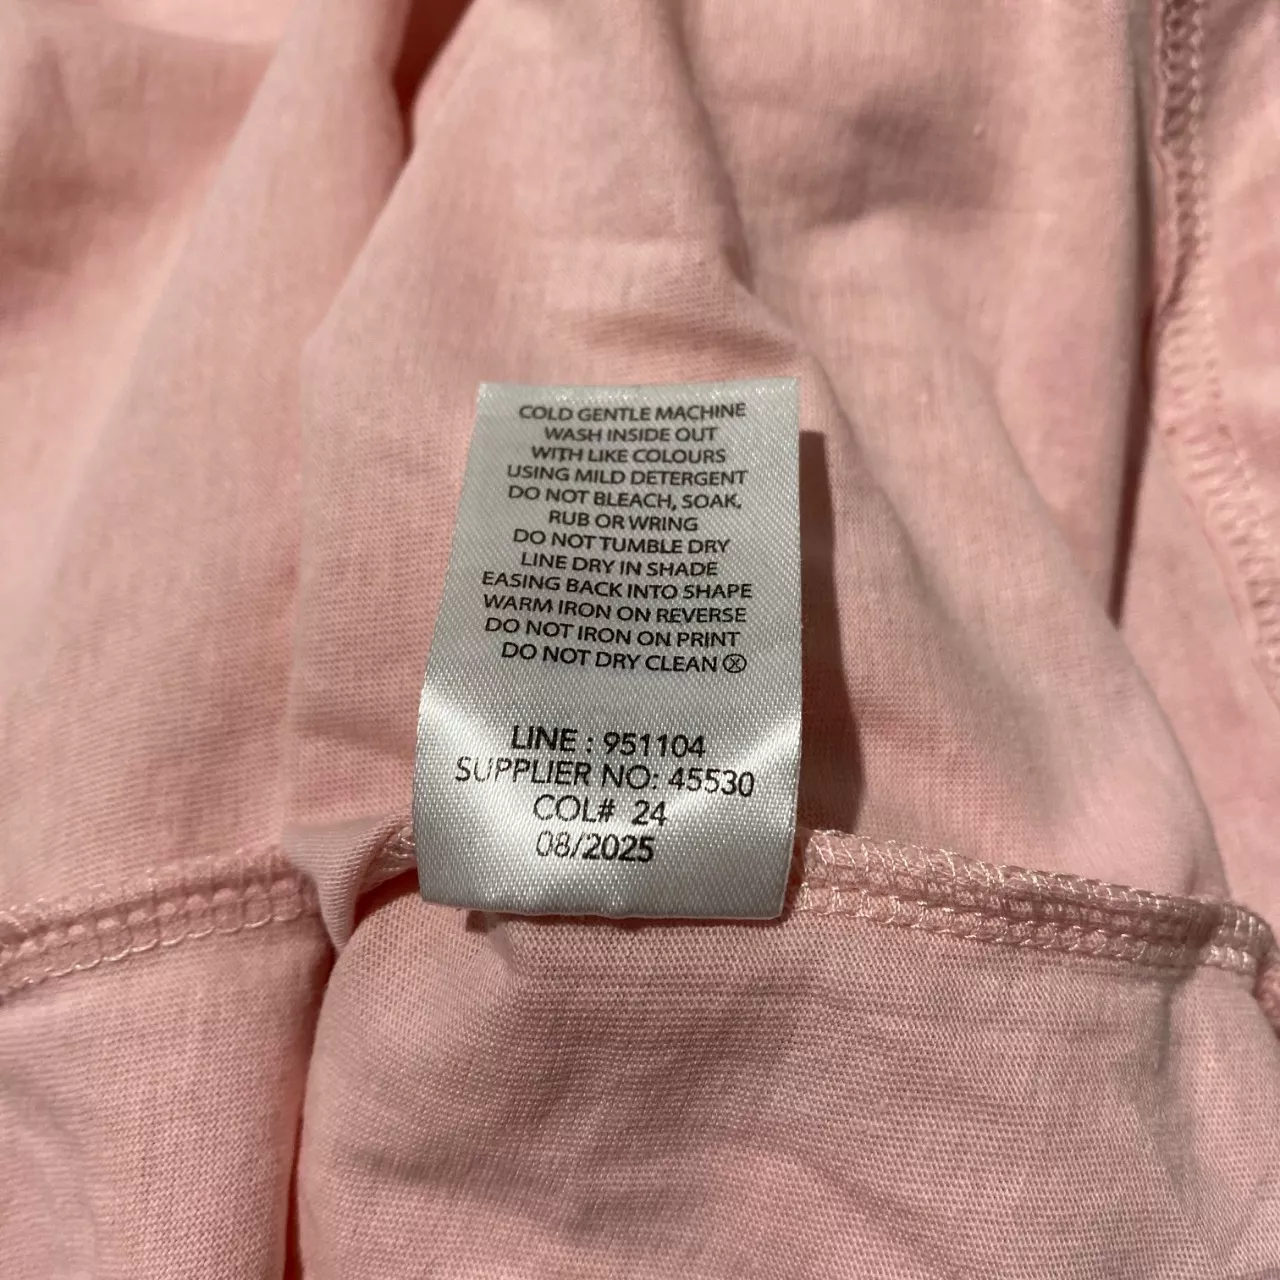 COLD GENTLE MACHINE
WASH INSIDE OUT
WITH LIKE COLOURS
USING MILD DETERGENT
DO NOT BLEACH, SOAK,
RUB OR WRING
DO NOT TUMBLE DRY
LINE DRY IN SHADE
EASING BACK INTO SHAPE
WARM IRON ON REVERSE
DO NOT IRON ON PRINT
DO NOT DRY CLEAN Ⓧ
LINE : 951104
SUPPLIER NO: 45530
COL# 24
08/2025